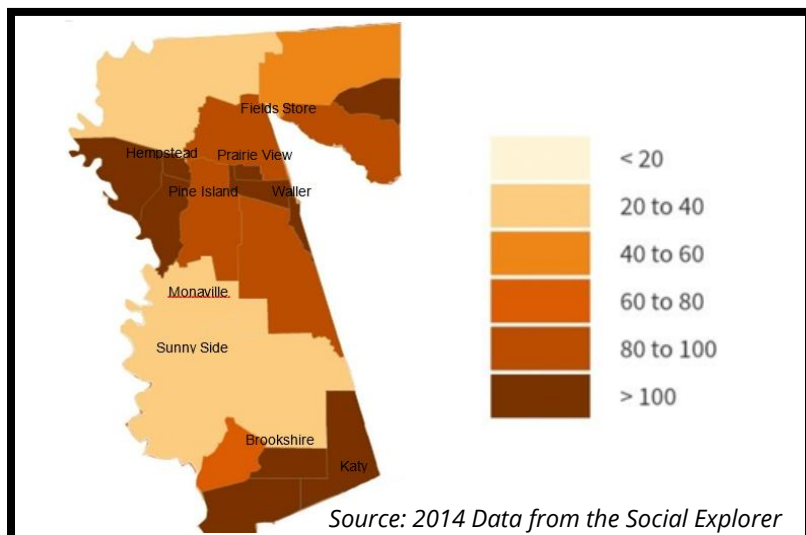 Fields Store
Hempstead
Prairie View
Pine Island
Waller
Monaville
Sunny Side
Brookshire
Katy
< 20
20 to 40
40 to 60
60 to 80
80 to 100
> 100
Source: 2014 Data from the Social Explorer